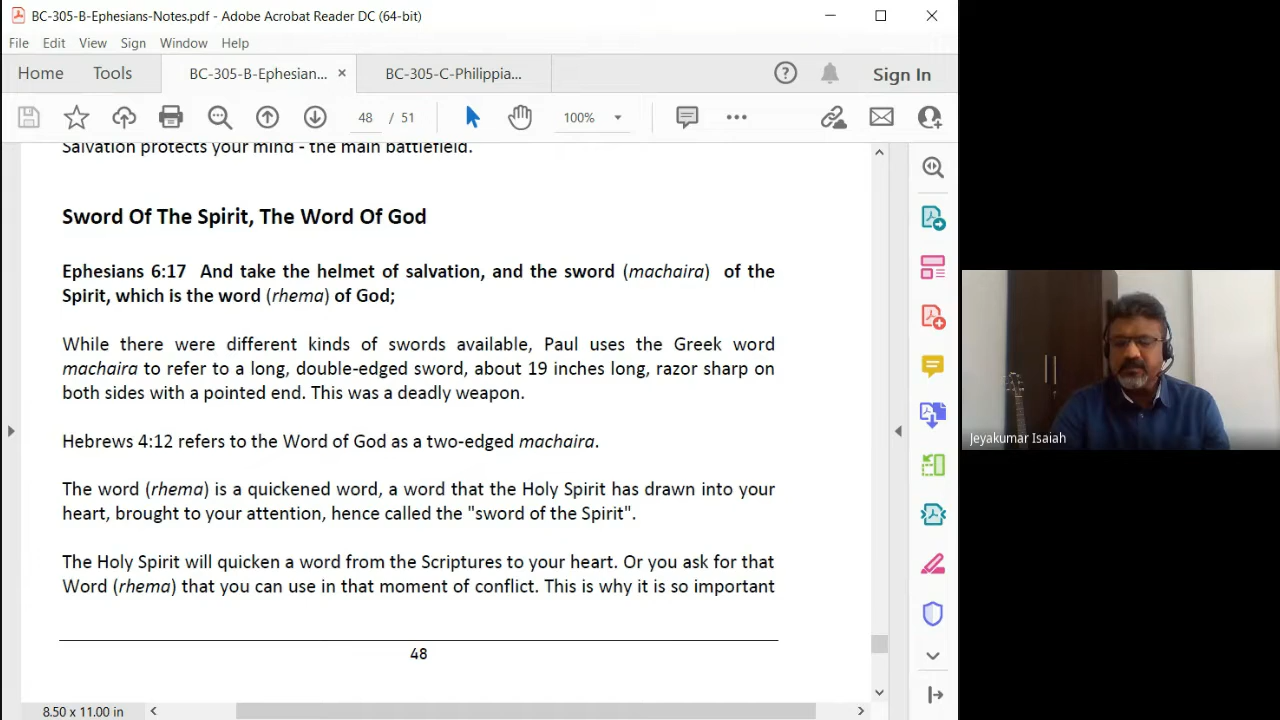 BC-305-B-Ephesians-Notes.pdf - Adobe Acrobat Reader DC (64-bit)
File Edit View Sign Window Help
Home Tools BC-305-B-Ephesian... × BC-305-C-Philippia... Sign In
48 / 51 100%
Salvation protects your mind - the main battlefield.
Sword Of The Spirit, The Word Of God
Ephesians 6:17 And take the helmet of salvation, and the sword (machaira) of the
Spirit, which is the word (rhema) of God;
While there were different kinds of swords available, Paul uses the Greek word
machaira to refer to a long, double-edged sword, about 19 inches long, razor sharp on
both sides with a pointed end. This was a deadly weapon.
Hebrews 4:12 refers to the Word of God as a two-edged machaira.
The word (rhema) is a quickened word, a word that the Holy Spirit has drawn into your
heart, brought to your attention, hence called the "sword of the Spirit".
The Holy Spirit will quicken a word from the Scriptures to your heart. Or you ask for that
Word (rhema) that you can use in that moment of conflict. This is why it is so important
48
8.50 x 11.00 in
Jeyakumar Isaiah